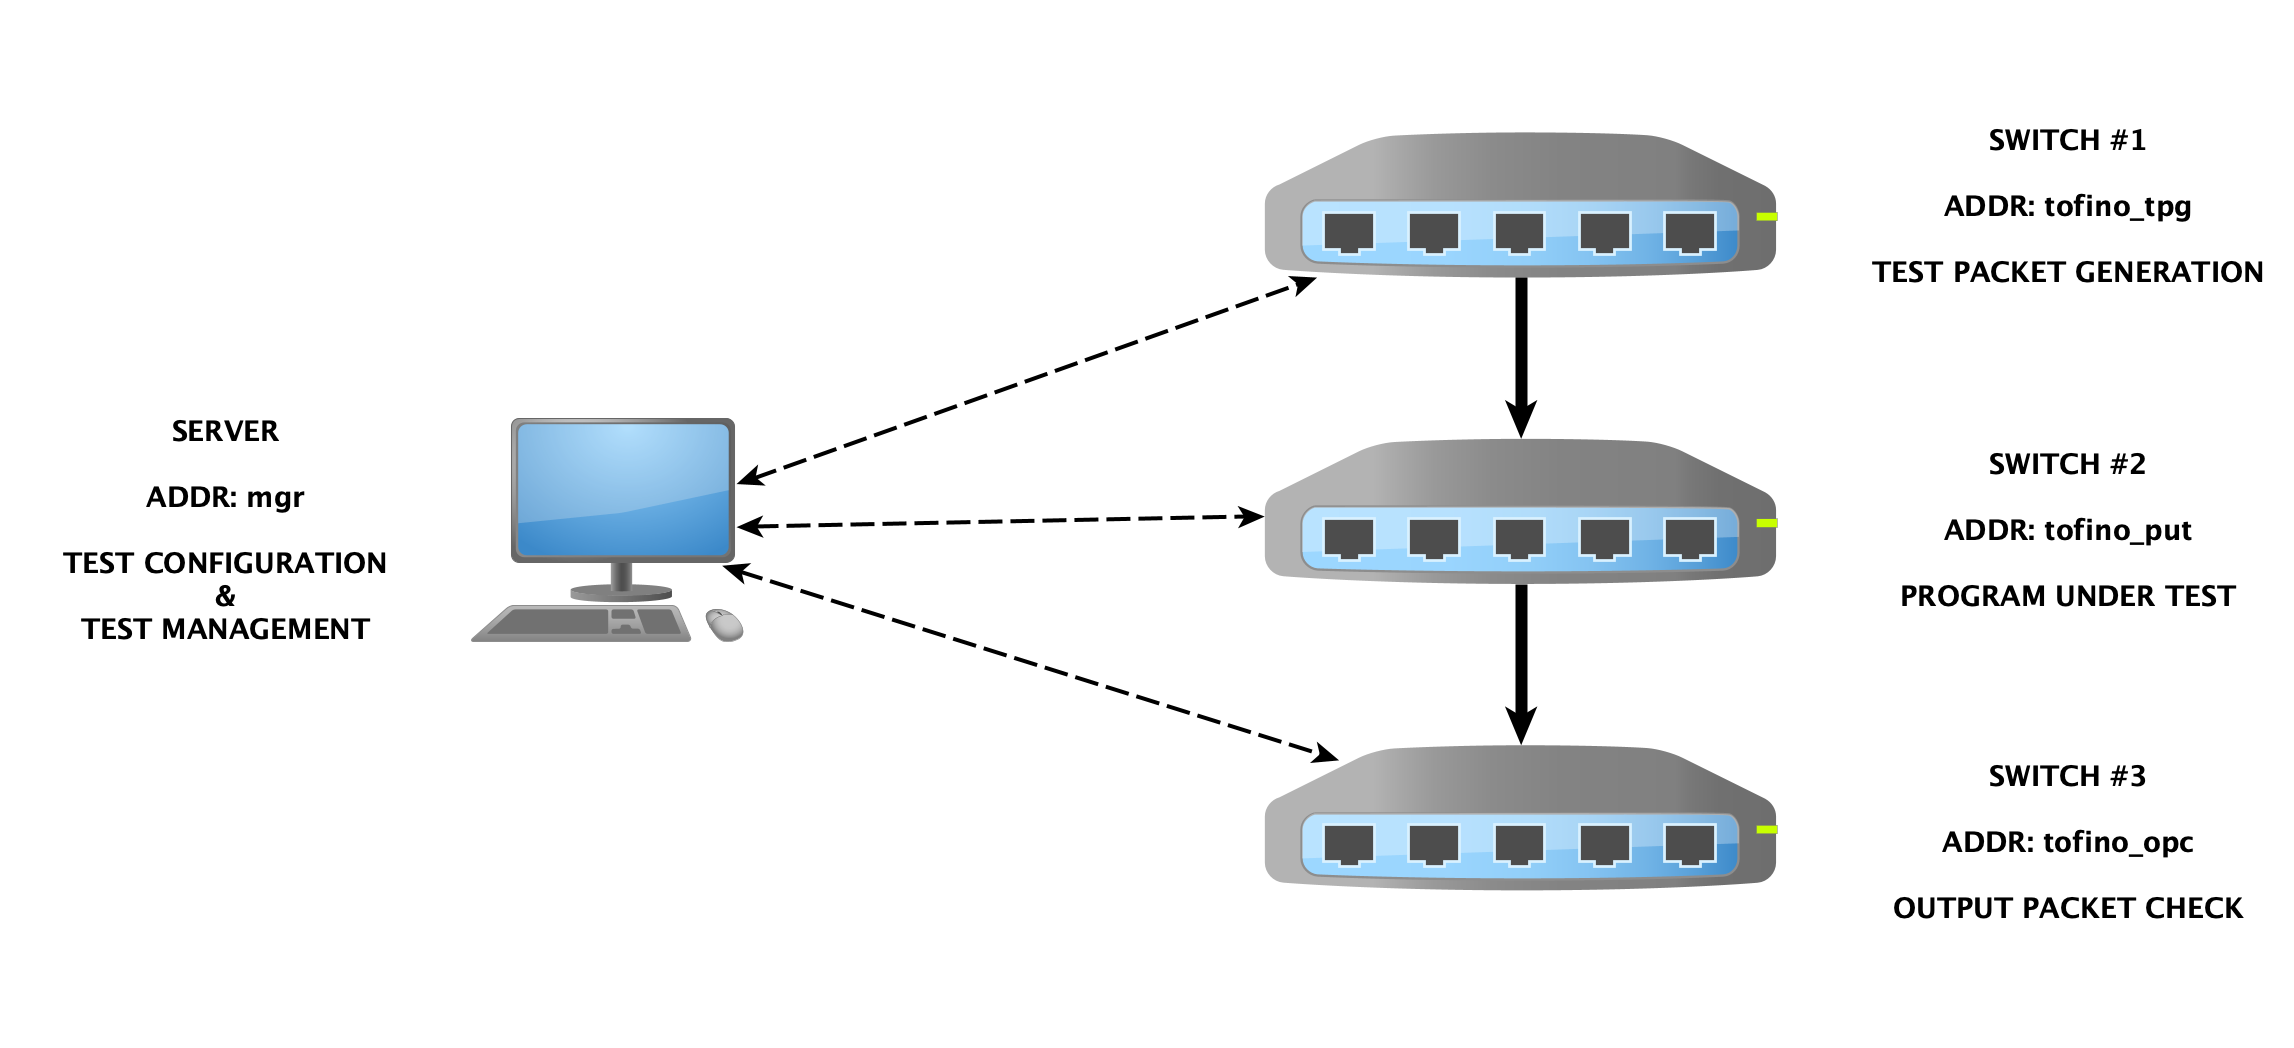 SERVER
ADDR: mgr
TEST CONFIGURATION
&
TEST MANAGEMENT
SWITCH #1
ADDR: tofino_tpg
TEST PACKET GENERATION
SWITCH #2
ADDR: tofino_put
PROGRAM UNDER TEST
SWITCH #3
ADDR: tofino_opc
OUTPUT PACKET CHECK